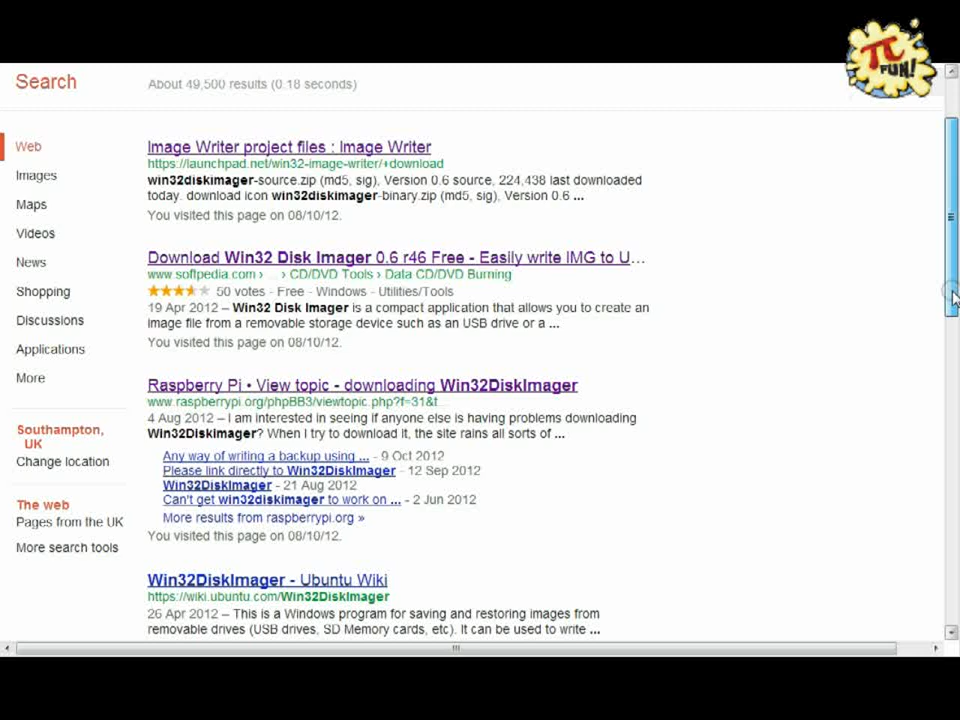 π FUN!
Search
About 49,500 results (0.18 seconds)
Web
Images
Maps
Videos
News
Shopping
Discussions
Applications
More
Southampton,
UK
Change location
The web
Pages from the UK
More search tools
Image Writer project files : Image Writer
https://launchpad.net/win32-image-writer/+download
win32diskimager-source.zip (md5, sig), Version 0.6 source, 224,438 last downloaded
today. download icon win32diskimager-binary.zip (md5, sig), Version 0.6 ...
You visited this page on 08/10/12.
Download Win32 Disk Imager 0.6 r46 Free - Easily write IMG to U...
www.softpedia.com › ... › CD/DVD Tools › Data CD/DVD Burning
50 votes - Free - Windows - Utilities/Tools
19 Apr 2012 – Win32 Disk Imager is a compact application that allows you to create an
image file from a removable storage device such as an USB drive or a ...
You visited this page on 08/10/12.
Raspberry Pi • View topic - downloading Win32DiskImager
www.raspberrypi.org/phpBB3/viewtopic.php?f=31&t...
4 Aug 2012 – I am interested in seeing if anyone else is having problems downloading
Win32Diskimager? When I try to download it, the site rains all sorts of ...
Any way of writing a backup using ... - 9 Oct 2012
Please link directly to Win32DiskImager - 12 Sep 2012
Win32DiskImager - 21 Aug 2012
Can't get win32diskimager to work on ... - 2 Jun 2012
More results from raspberrypi.org »
You visited this page on 08/10/12.
Win32DiskImager - Ubuntu Wiki
https://wiki.ubuntu.com/Win32DiskImager
26 Apr 2012 – This is a Windows program for saving and restoring images from
removable drives (USB drives, SD Memory cards, etc). It can be used to write ...